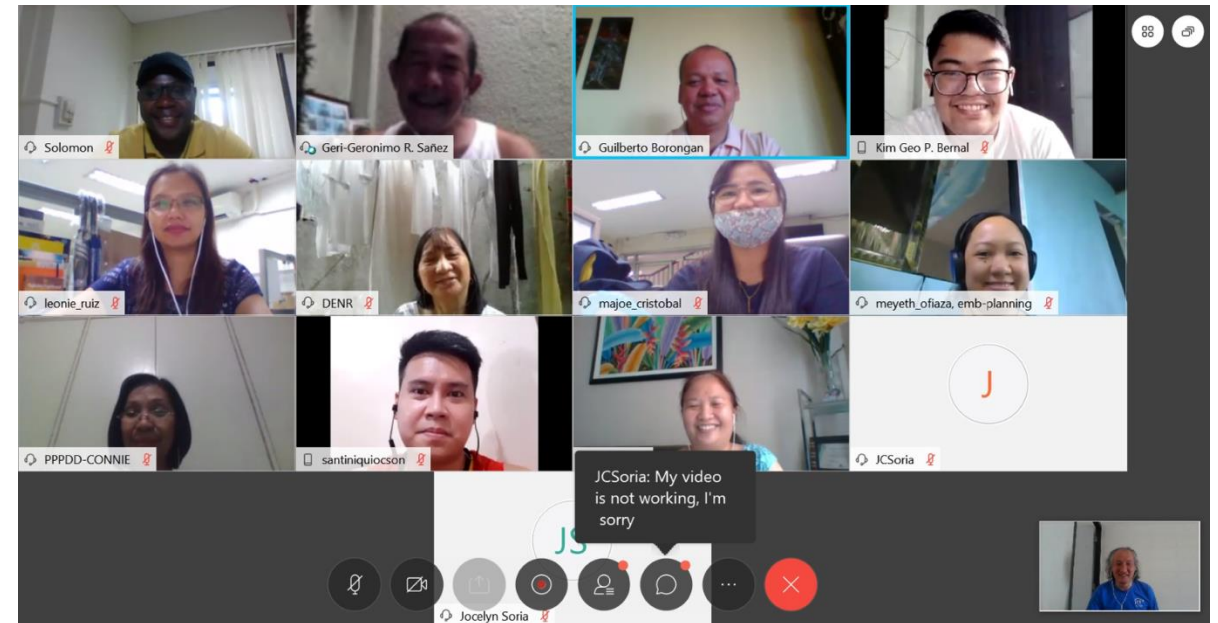 Solomon
Geri-Geronimo R. Sañez
Guilberto Borongan
Kim Geo P. Bernal
leonie_ruiz
DENR
majoe_cristobal
meyeth_ofiaza, emb-planning
PPPDD-CONNIE
santiniquiocson
J
JCSoria
JCSoria: My video
is not working, I'm
sorry
JS
Jocelyn Soria